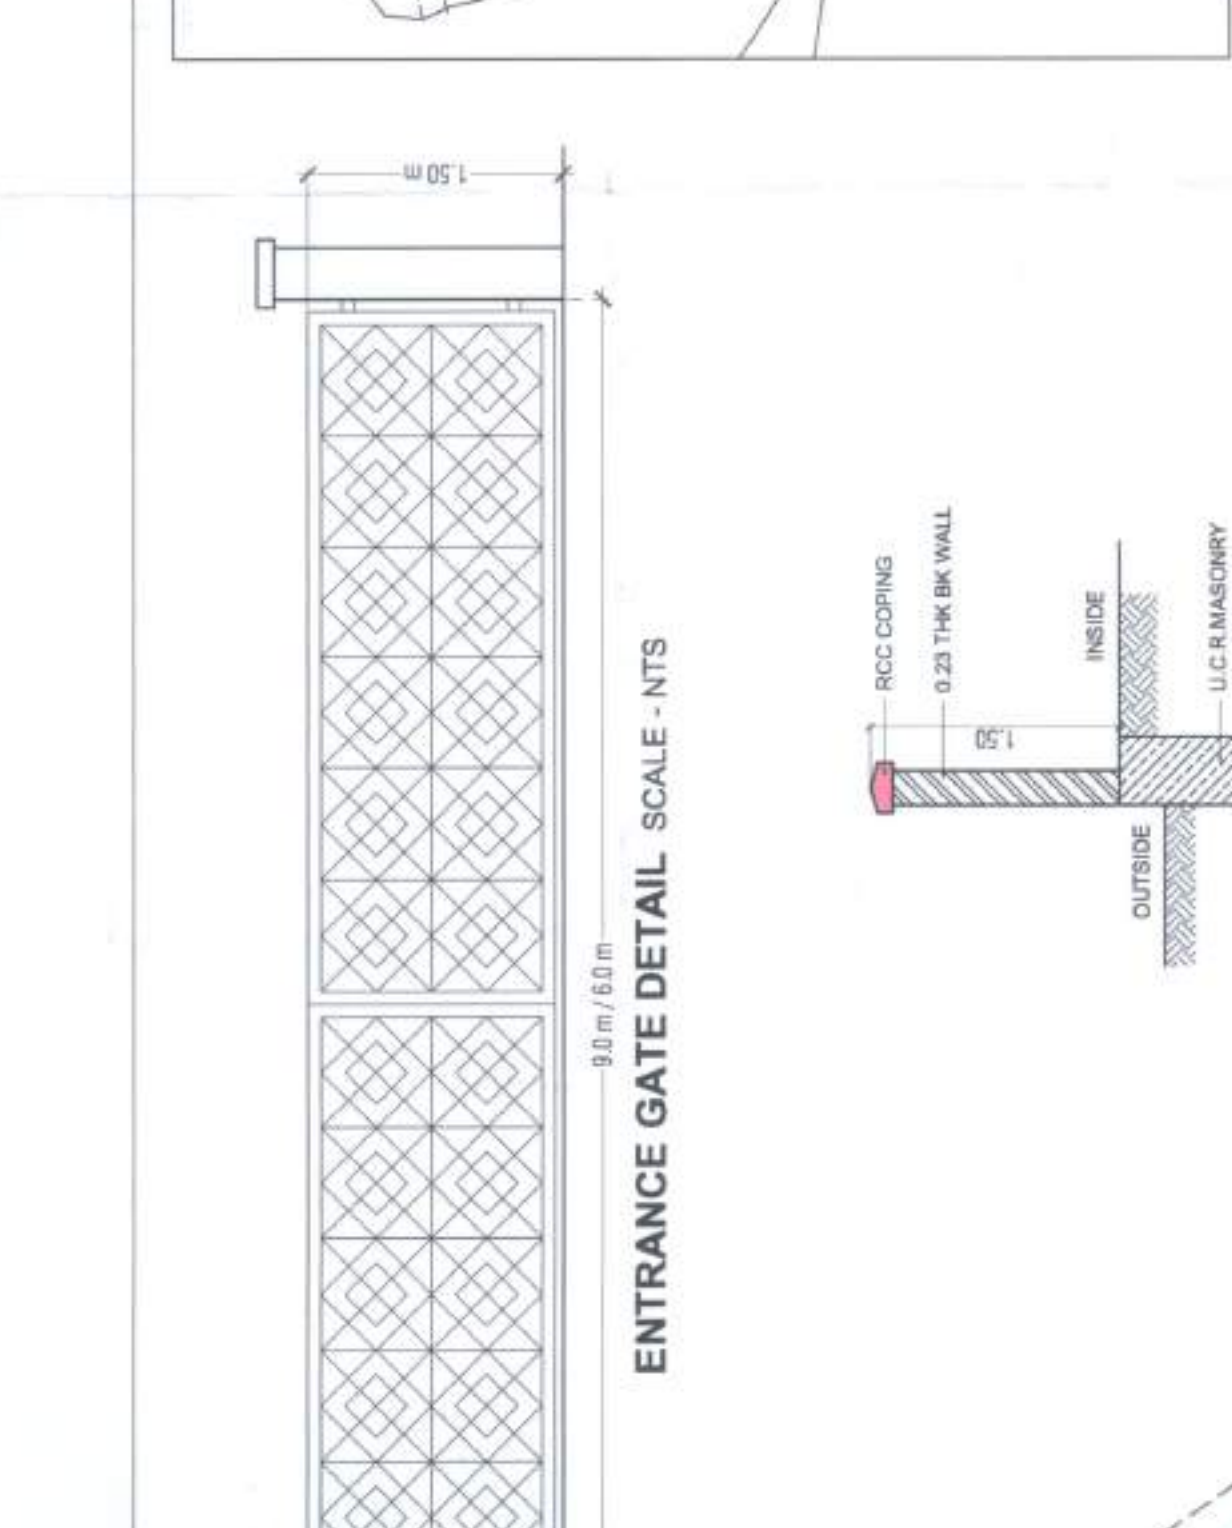 1.50 m
9.0 m / 6.0 m
ENTRANCE GATE DETAIL SCALE - NTS
RCC COPING
0.23 THK BK WALL
1.50
INSIDE
OUTSIDE
U.C.R.MASONRY